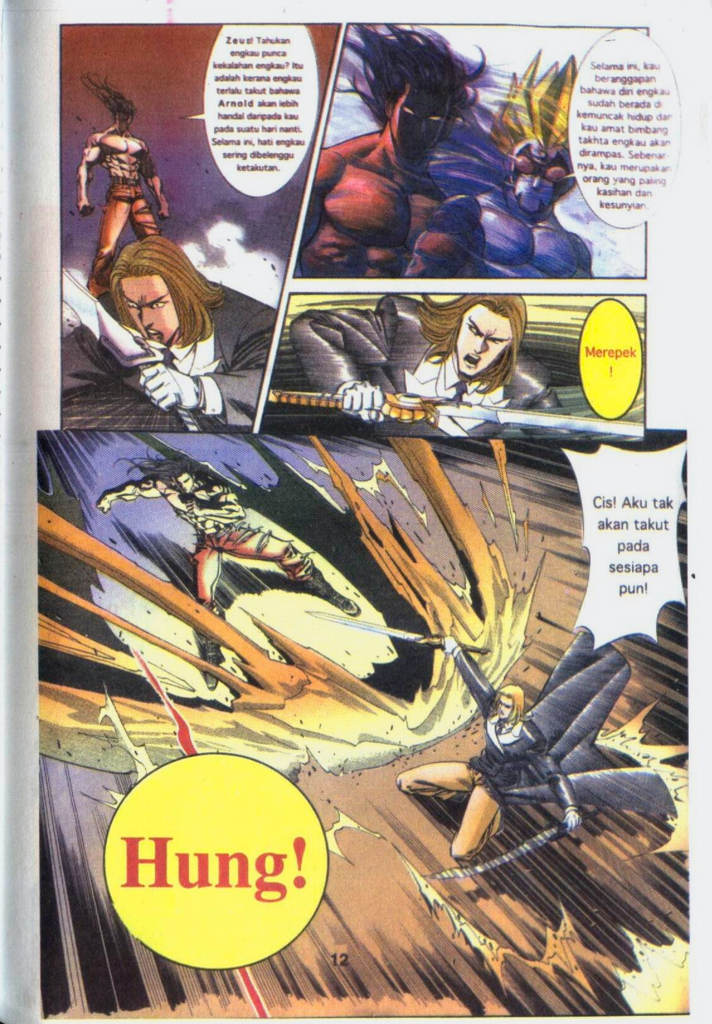 Zeus! Tahukan
engkau punca
kekalahan engkau? Itu
adalah kerana engkau
terlalu takut bahawa
Arnold akan lebih
handal daripada kau
pada suatu hari nanti.
Selama ini, hati engkau
sering dibelenggu
ketakutan.
Selama ini, kau
beranggapan
bahawa diri engkau
sudah berada di
kemuncak hidup dan
kau amat bimbang
takhta engkau akan
dirampas. Sebenar-
nya, kau merupakan
orang yang paling
kasihan dan
kesunyian.
Merepek
!
Cis! Aku tak
akan takut
pada
sesiapa
pun!
Hung!
12